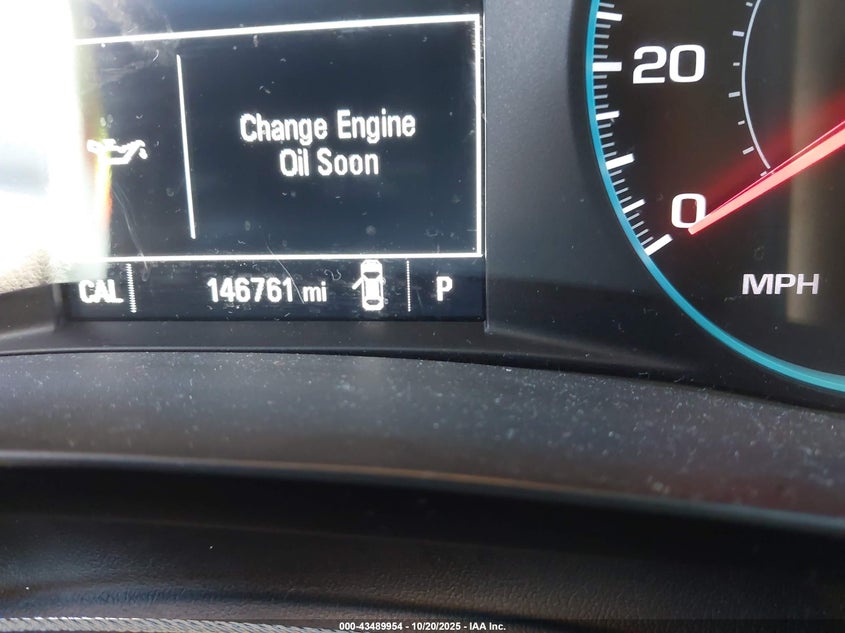 Change Engine
Oil Soon
CAL 146761 mi P
20
0
MPH
000-43489954 - 10/20/2025 - IAA Inc.